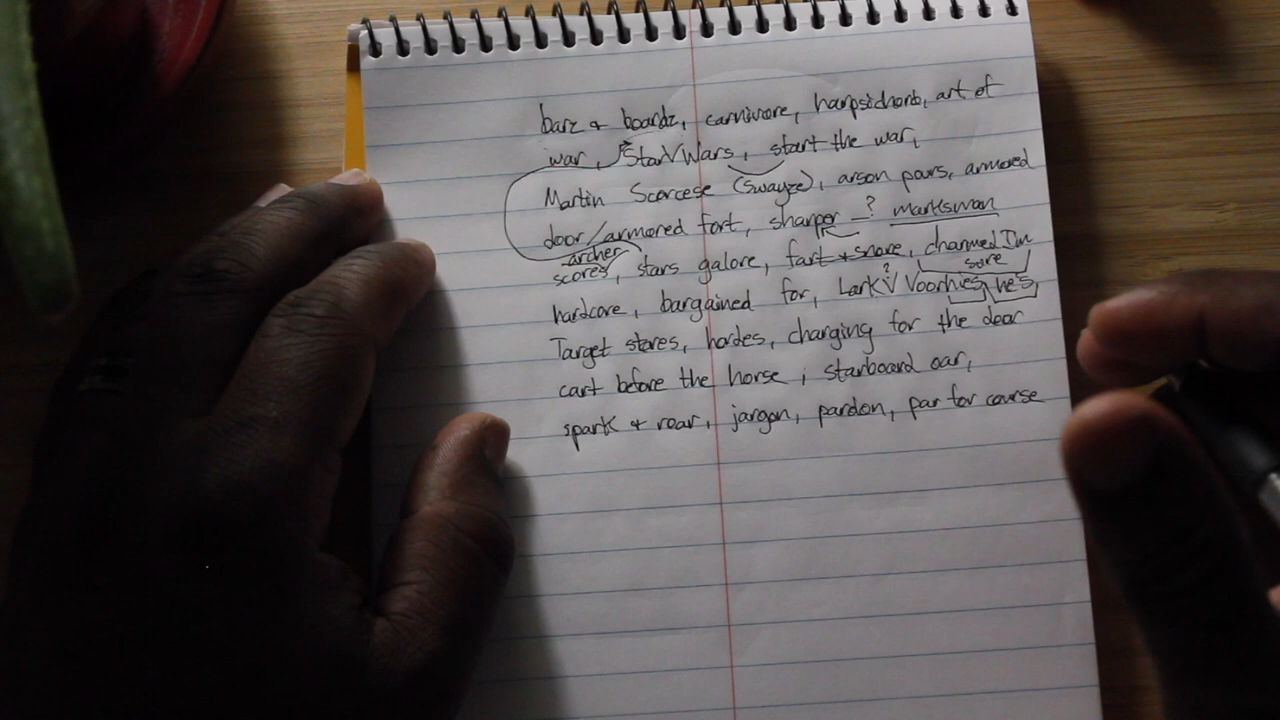 barz + boardz, carnivore, harpsichord, art of
war, Star Wars, start the war,
Martin Scorcese (Swayze), arson pours, armored
door/armored fort, sharper _? marksman
archer
scores, stars galore, fart + snore, charmed I'm
sure
hardcore, bargained for, Lark? Voorhies, he's,
Target stores, hordes, charging for the door
cart before the horse, starboard oar,
spark + roar, jargon, pardon, par for course